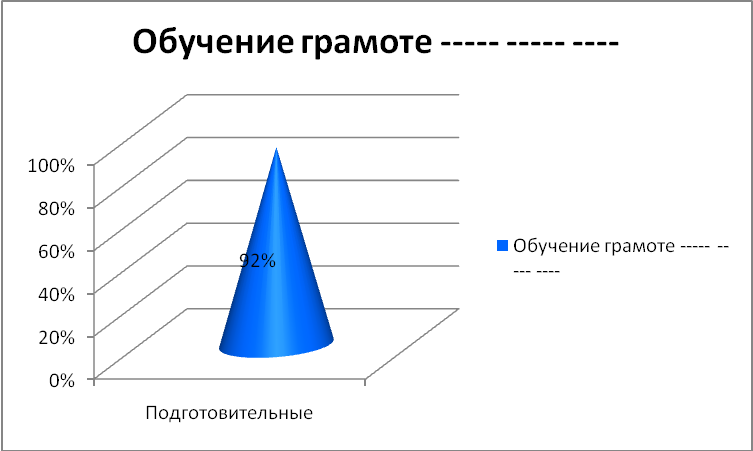 Обучение грамоте ----- ----- ----
100%
80%
60%
40%
20%
0%
92%
Подготовительные
Обучение грамоте ----- --
--- ----